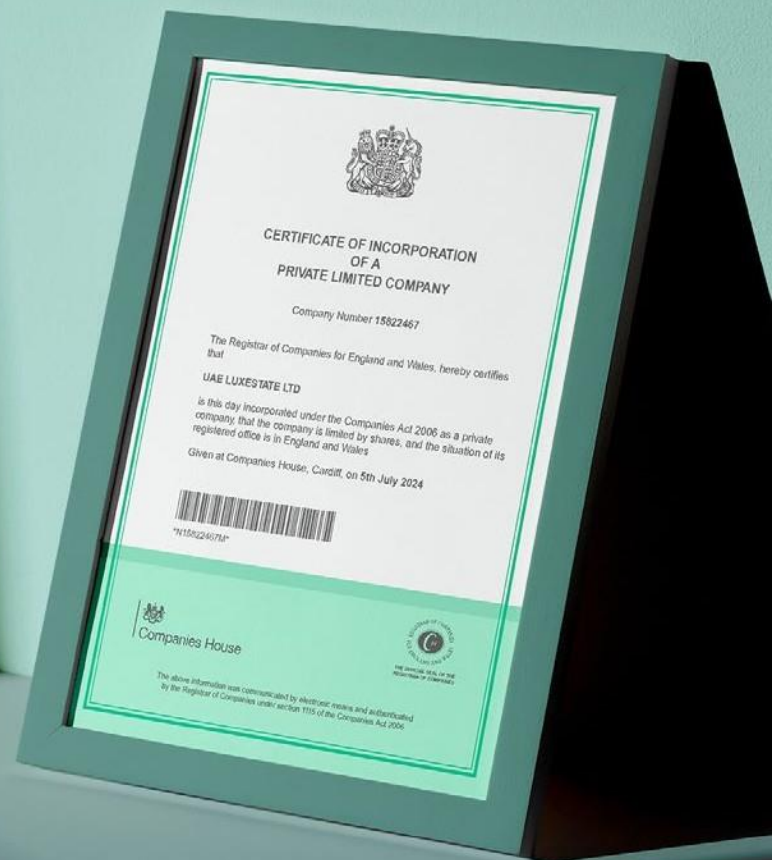 CERTIFICATE OF INCORPORATION
OF A
PRIVATE LIMITED COMPANY
Company Number 15822467
The Registrar of Companies for England and Wales, hereby certifies
that
UAE LUXESTATE LTD
is this day incorporated under the Companies Act 2006 as a private
company, that the company is limited by shares, and the situation of its
registered office is in England and Wales
Given at Companies House, Cardiff, on 5th July 2024
*N15822467M*
Companies House
THE OFFICIAL SEAL OF THE
REGISTRAR OF COMPANIES
The above information was communicated by electronic means and authenticated
by the Registrar of Companies under section 1115 of the Companies Act 2006